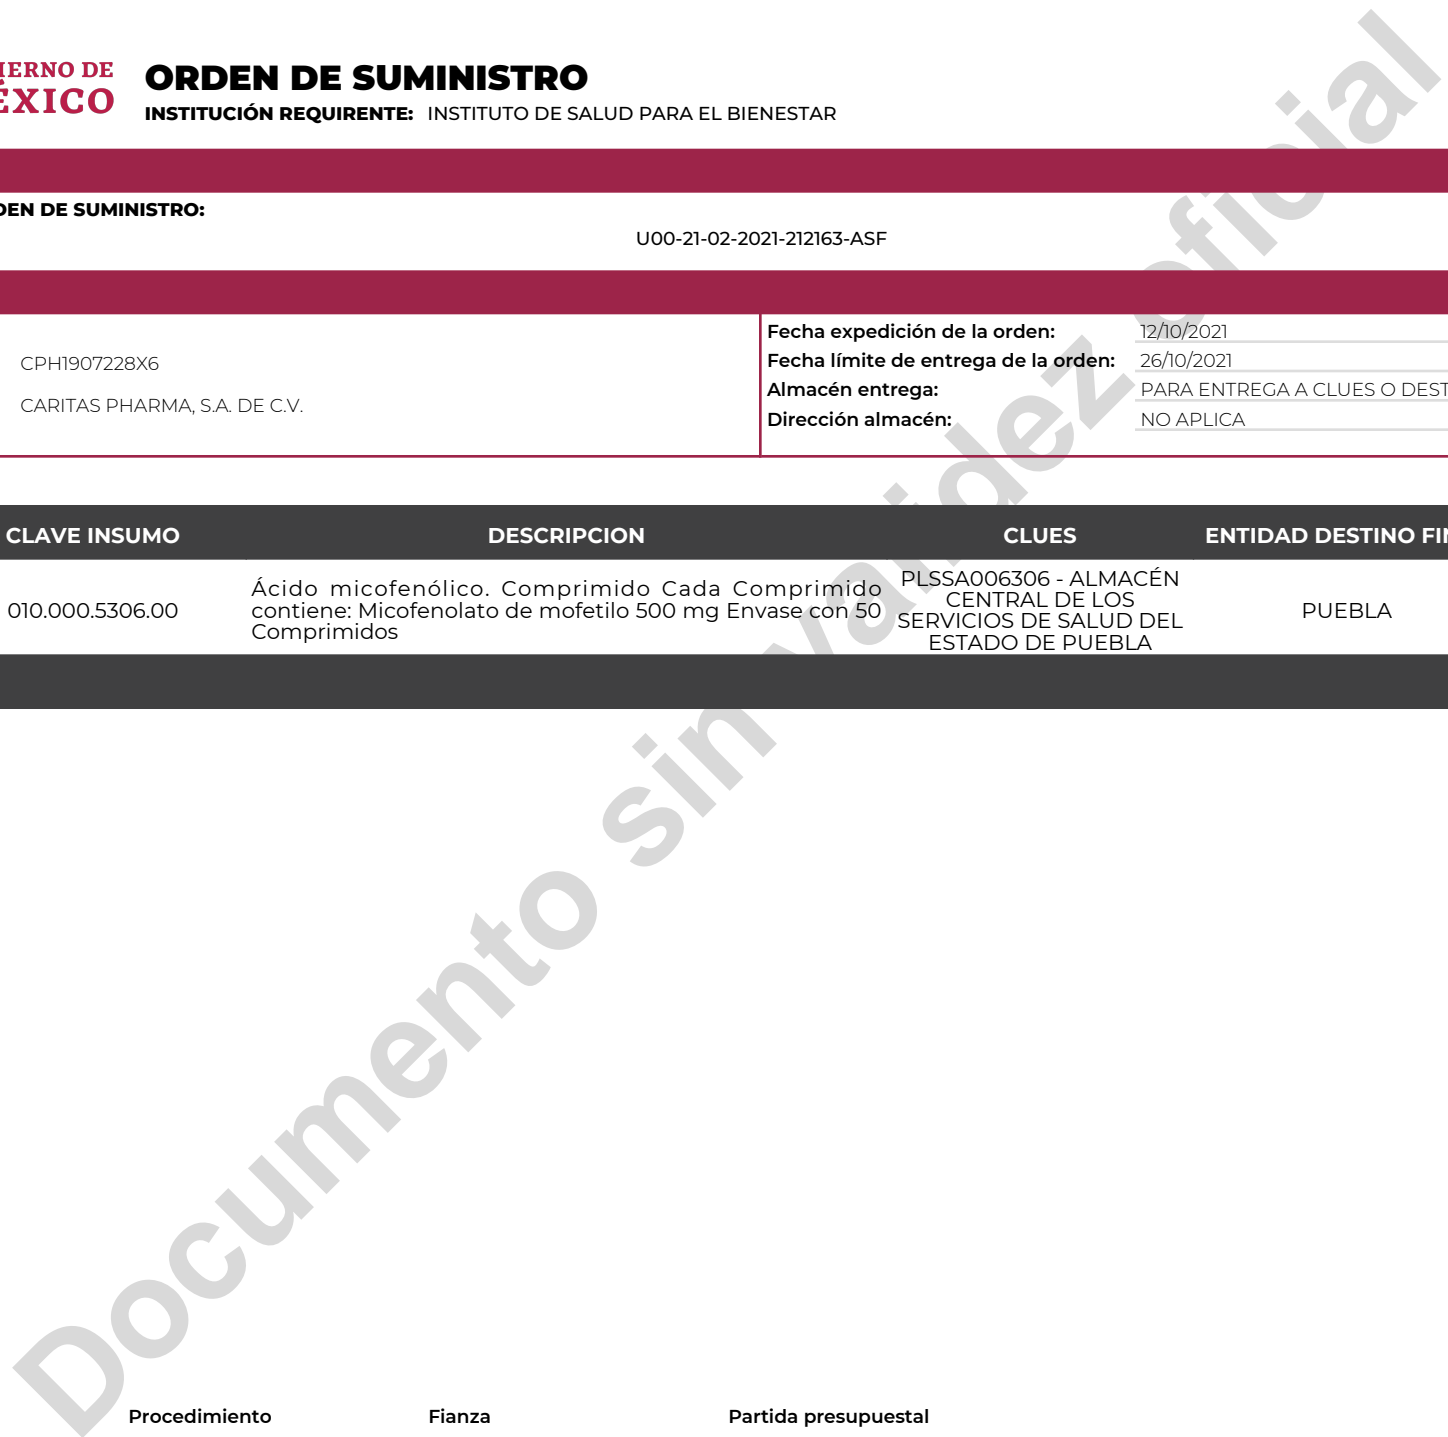 IERNO DE
ÉXICO
ORDEN DE SUMINISTRO
INSTITUCIÓN REQUIRENTE: INSTITUTO DE SALUD PARA EL BIENESTAR
DEN DE SUMINISTRO:
U00-21-02-2021-212163-ASF
CPH1907228X6
CARITAS PHARMA, S.A. DE C.V.
Fecha expedición de la orden: 12/10/2021
Fecha límite de entrega de la orden: 26/10/2021
Almacén entrega: PARA ENTREGA A CLUES O DEST
Dirección almacén: NO APLICA
CLAVE INSUMO DESCRIPCION CLUES ENTIDAD DESTINO FIN
010.000.5306.00
Ácido micofenólico. Comprimido Cada Comprimido
contiene: Micofenolato de mofetilo 500 mg Envase con 50
Comprimidos
PLSSA006306 - ALMACÉN
CENTRAL DE LOS
SERVICIOS DE SALUD DEL
ESTADO DE PUEBLA
PUEBLA
Documento sin validez oficial
Procedimiento Fianza Partida presupuestal